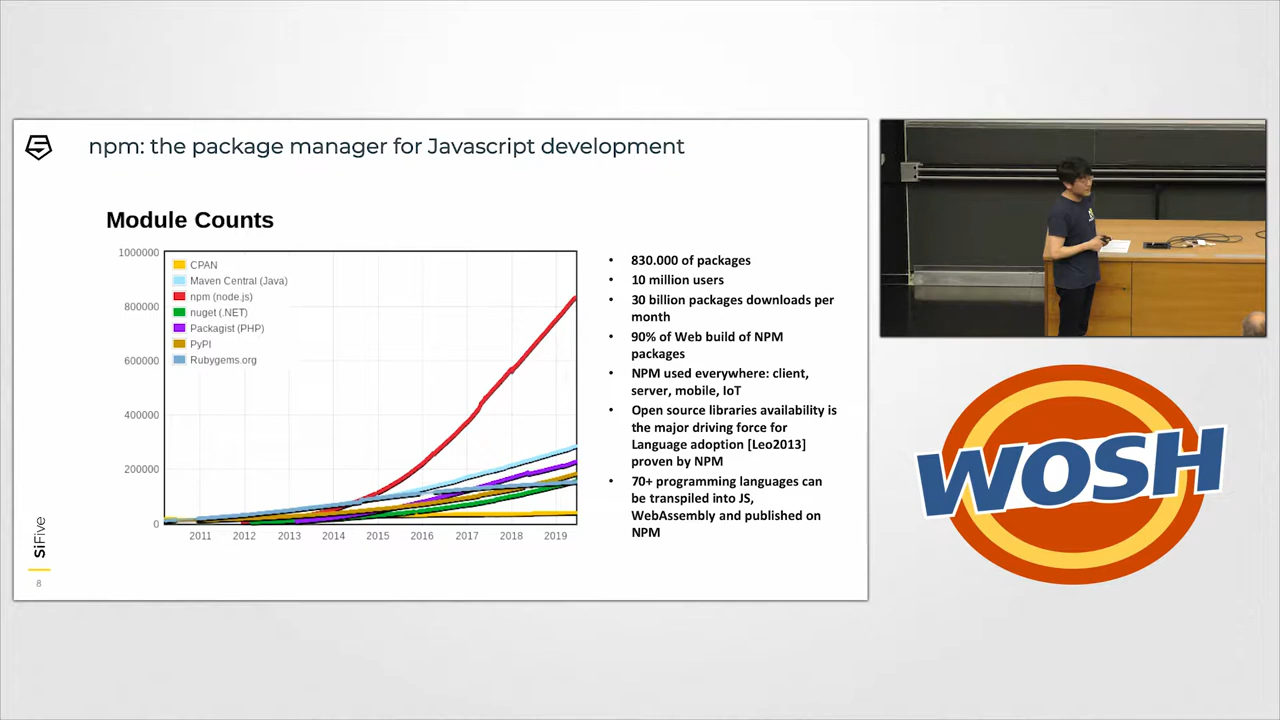 npm: the package manager for Javascript development
Module Counts
1000000
800000
600000
400000
200000
0
CPAN
Maven Central (Java)
npm (node.js)
nuget (.NET)
Packagist (PHP)
PyPI
Rubygems.org
2011 2012 2013 2014 2015 2016 2017 2018 2019
• 830.000 of packages
• 10 million users
• 30 billion packages downloads per
month
• 90% of Web build of NPM
packages
• NPM used everywhere: client,
server, mobile, IoT
• Open source libraries availability is
the major driving force for
Language adoption [Leo2013]
proven by NPM
• 70+ programming languages can
be transpiled into JS,
WebAssembly and published on
NPM
SiFive
8
WOSH